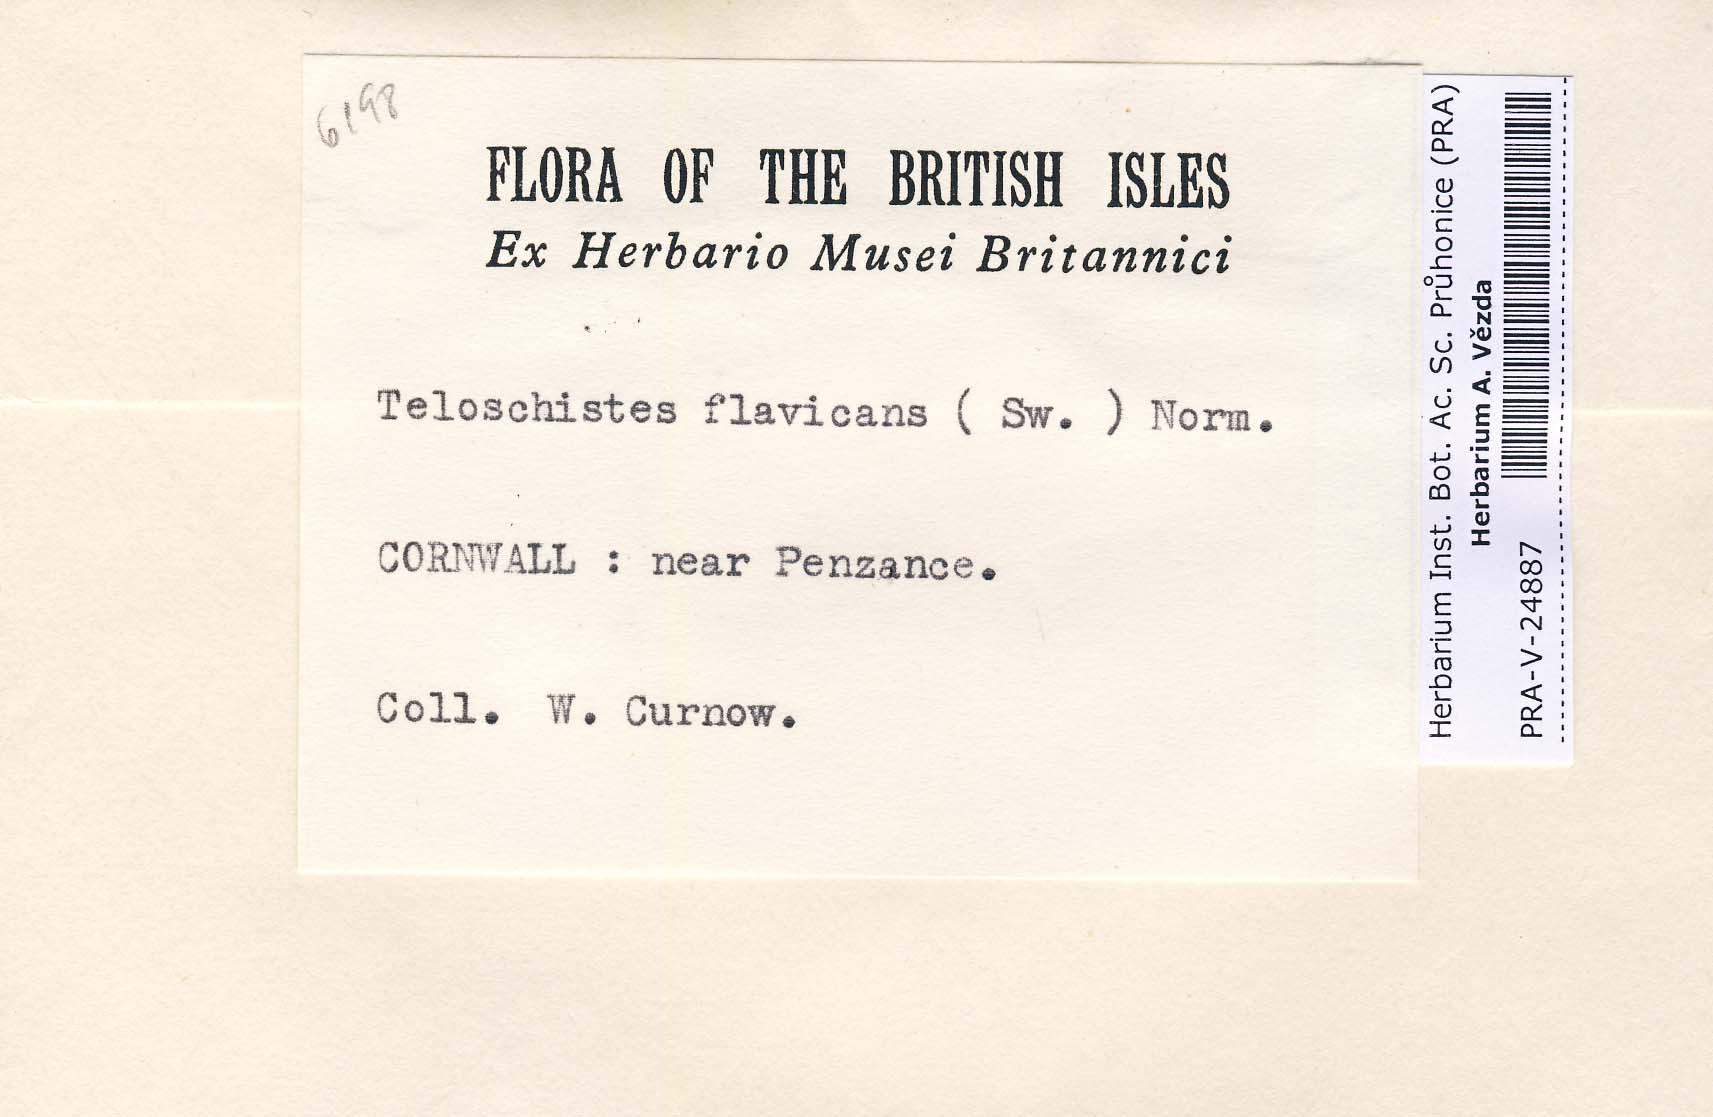 6198
FLORA OF THE BRITISH ISLES
Ex Herbario Musei Britannici
Teloschistes flavicans ( Sw. ) Norm.
CORNWALL : near Penzance.
Coll. W. Curnow.
Herbarium Inst. Bot. Ac. Sc. Průhonice (PRA)
Herbarium A. Vězda
PRA-V-24887